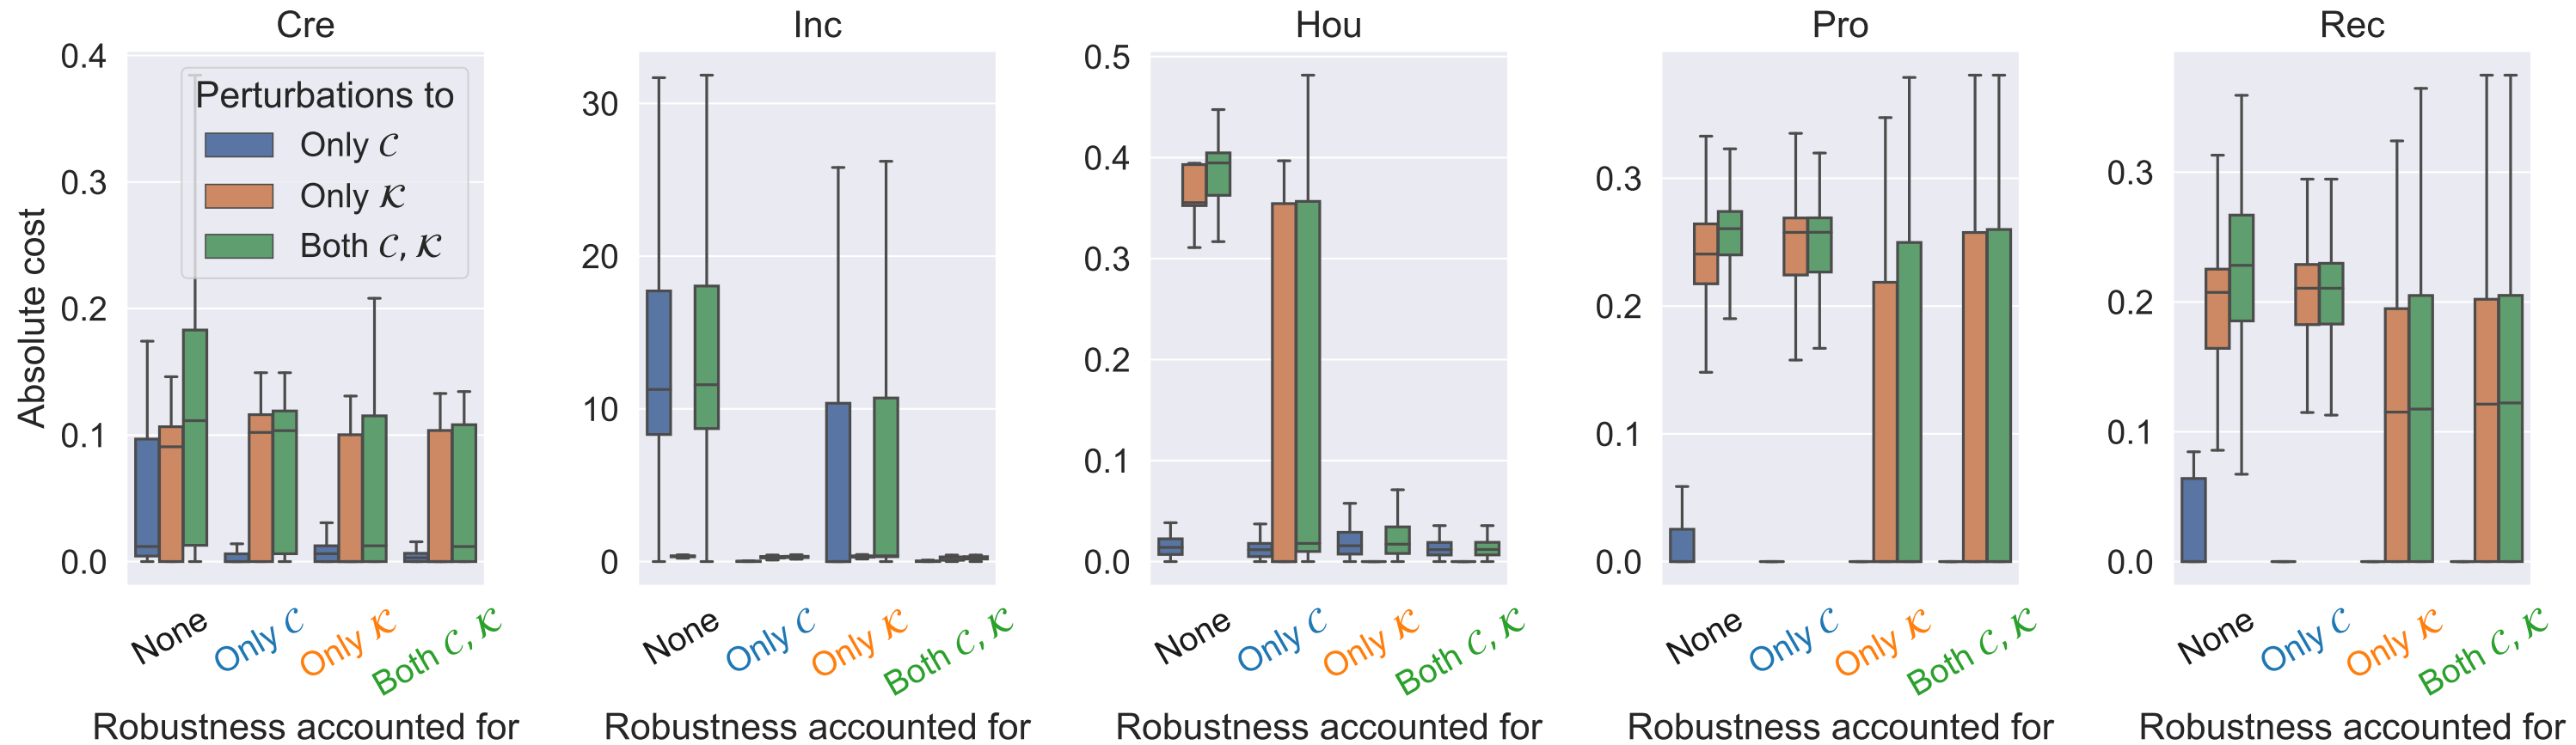 Cre
Inc
Hou
Pro
Rec
Absolute cost
0.4
0.3
0.2
0.1
0.0
Perturbations to
Only 𝒞
Only 𝒦
Both 𝒞, 𝒦
None
Only 𝒞
Only 𝒦
Both 𝒞, 𝒦
Robustness accounted for
30
20
10
0
None
Only 𝒞
Only 𝒦
Both 𝒞, 𝒦
Robustness accounted for
0.5
0.4
0.3
0.2
0.1
0.0
None
Only 𝒞
Only 𝒦
Both 𝒞, 𝒦
Robustness accounted for
0.3
0.2
0.1
0.0
None
Only 𝒞
Only 𝒦
Both 𝒞, 𝒦
Robustness accounted for
0.3
0.2
0.1
0.0
None
Only 𝒞
Only 𝒦
Both 𝒞, 𝒦
Robustness accounted for